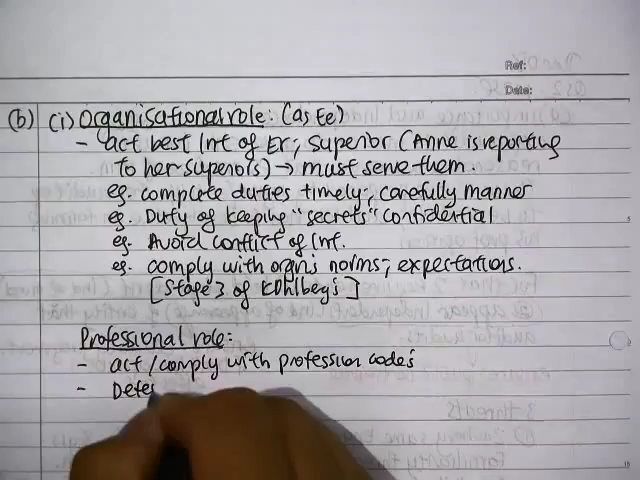 Ref:
Date:
(b) (i) Organisational role: (as Ee)
- act best Int of Er, superior (Anne is reporting
to her superiors) → must serve them.
eg. complete duties timely, carefully manner
eg. Duty of keeping "secrets" confidential
eg. Avoid conflict of Int.
eg. comply with organ's norms, expectations.
[Stage 3 of Kohlberg's]
Professional role:
- act/comply with profession codes
-